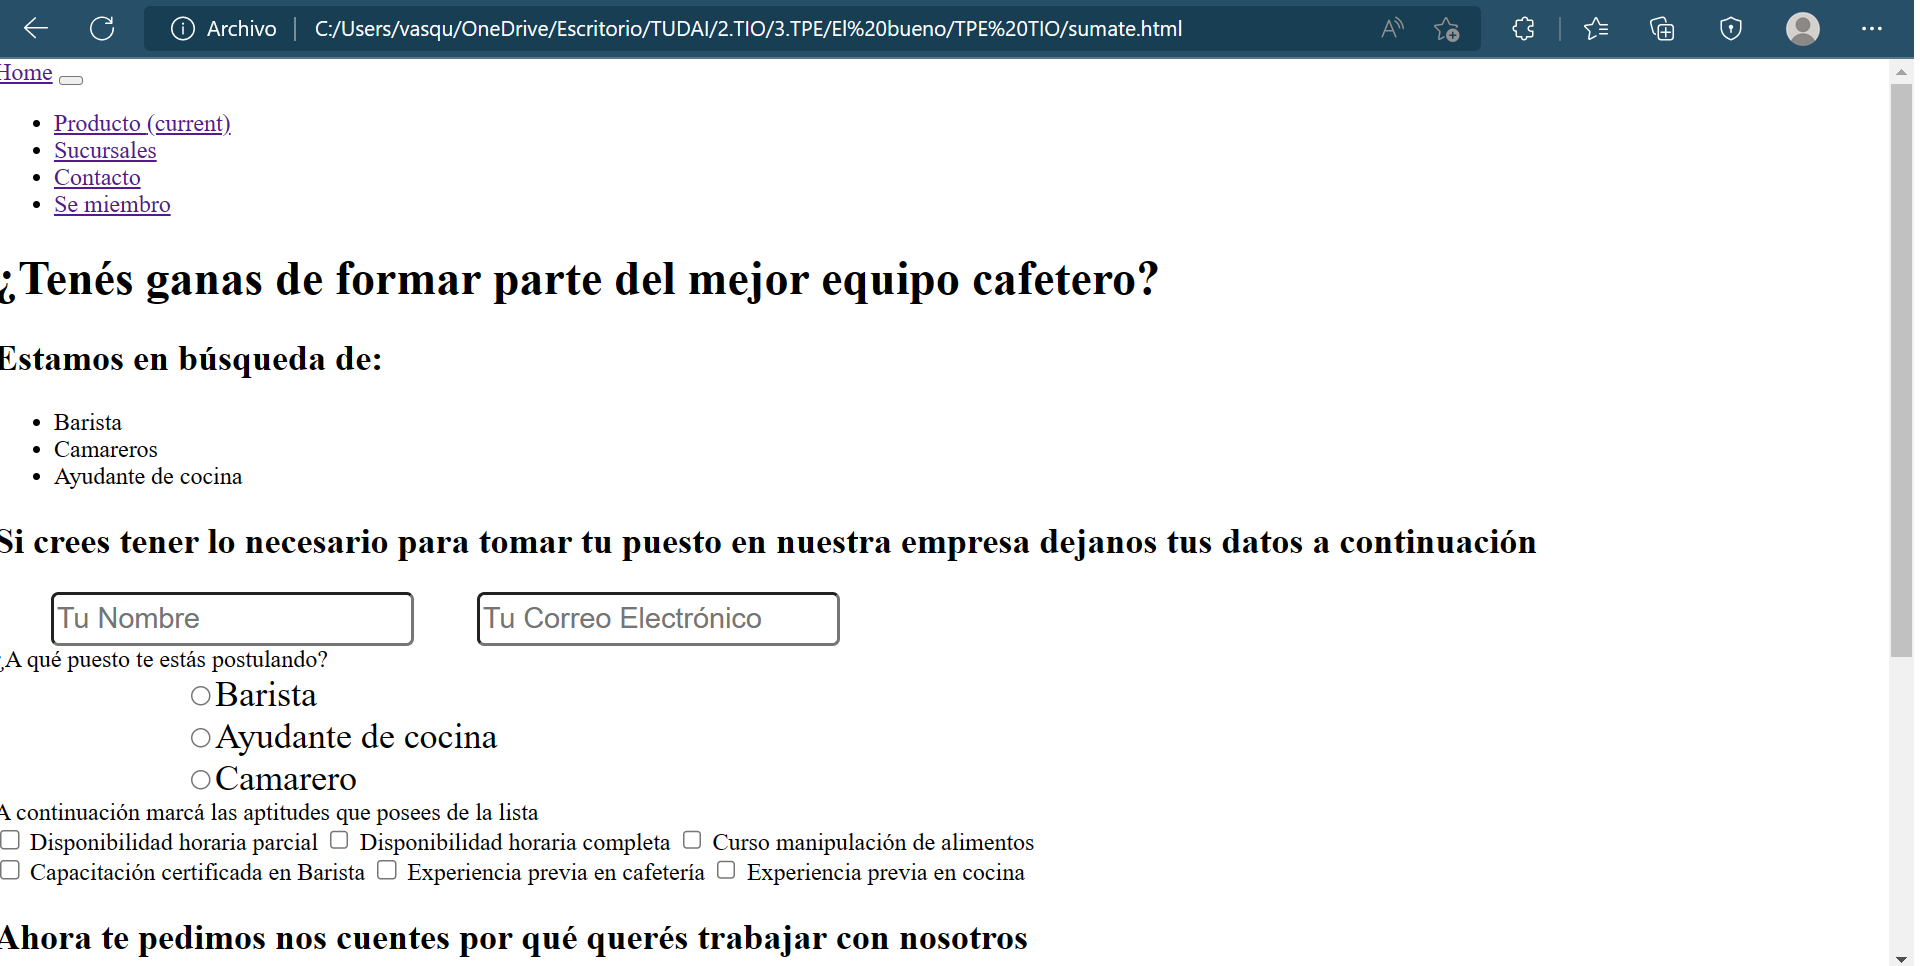 Archivo C:/Users/vasqu/OneDrive/Escritorio/TUDAI/2.TIO/3.TPE/El%20bueno/TPE%20TIO/sumate.html
Home
Producto (current)
Sucursales
Contacto
Se miembro
¿Tenés ganas de formar parte del mejor equipo cafetero?
Estamos en búsqueda de:
Barista
Camareros
Ayudante de cocina
Si crees tener lo necesario para tomar tu puesto en nuestra empresa dejanos tus datos a continuación
Tu Nombre Tu Correo Electrónico
¿A qué puesto te estás postulando?
Barista
Ayudante de cocina
Camarero
A continuación marcá las aptitudes que posees de la lista
Disponibilidad horaria parcial Disponibilidad horaria completa Curso manipulación de alimentos
Capacitación certificada en Barista Experiencia previa en cafetería Experiencia previa en cocina
Ahora te pedimos nos cuentes por qué querés trabajar con nosotros